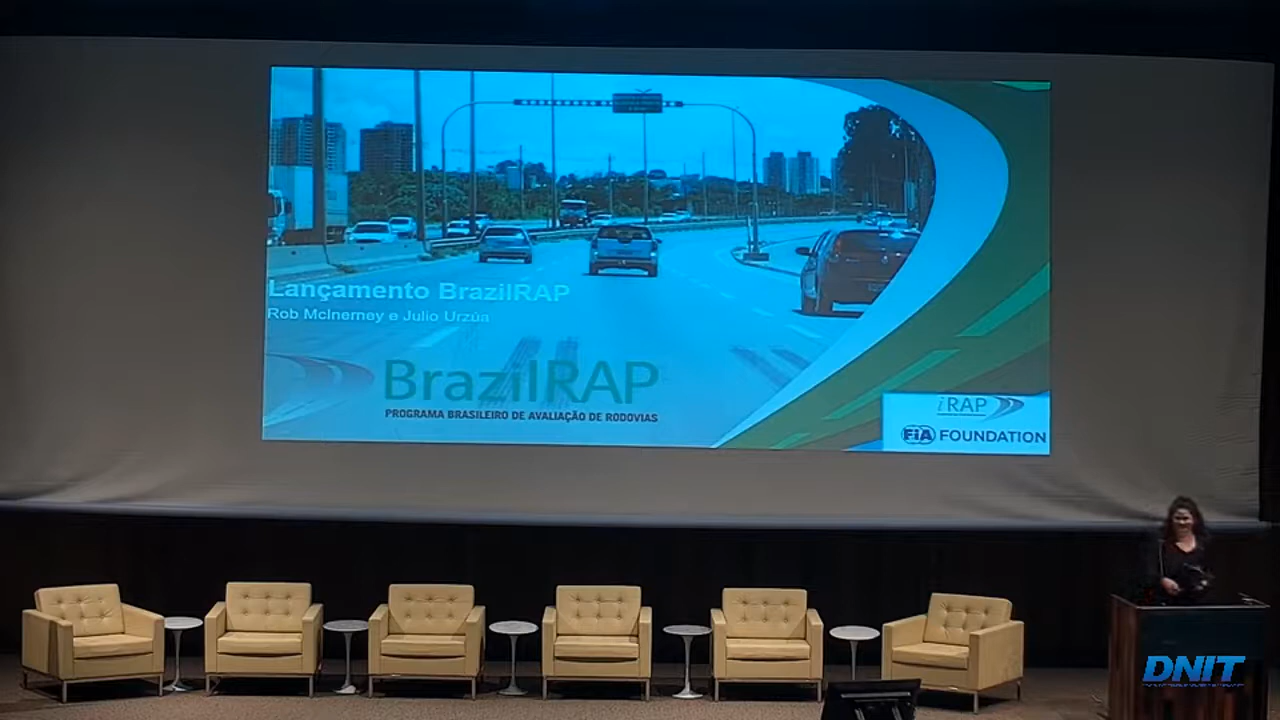 Lançamento BrazilRAP
Rob McInerney e Julio Urzúa
BrazilRAP
PROGRAMA BRASILEIRO DE AVALIAÇÃO DE RODOVIAS
iRAP
FiA FOUNDATION
DNIT